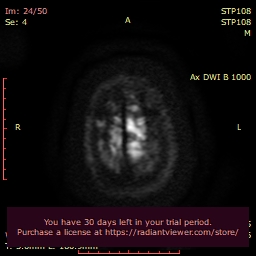 Im: 24/50
Se: 4
A
STP108
STP108
M
Ax DWI B 1000
R
L
You have 30 days left in your trial period.
Purchase a license at https://radiantviewer.com/store/